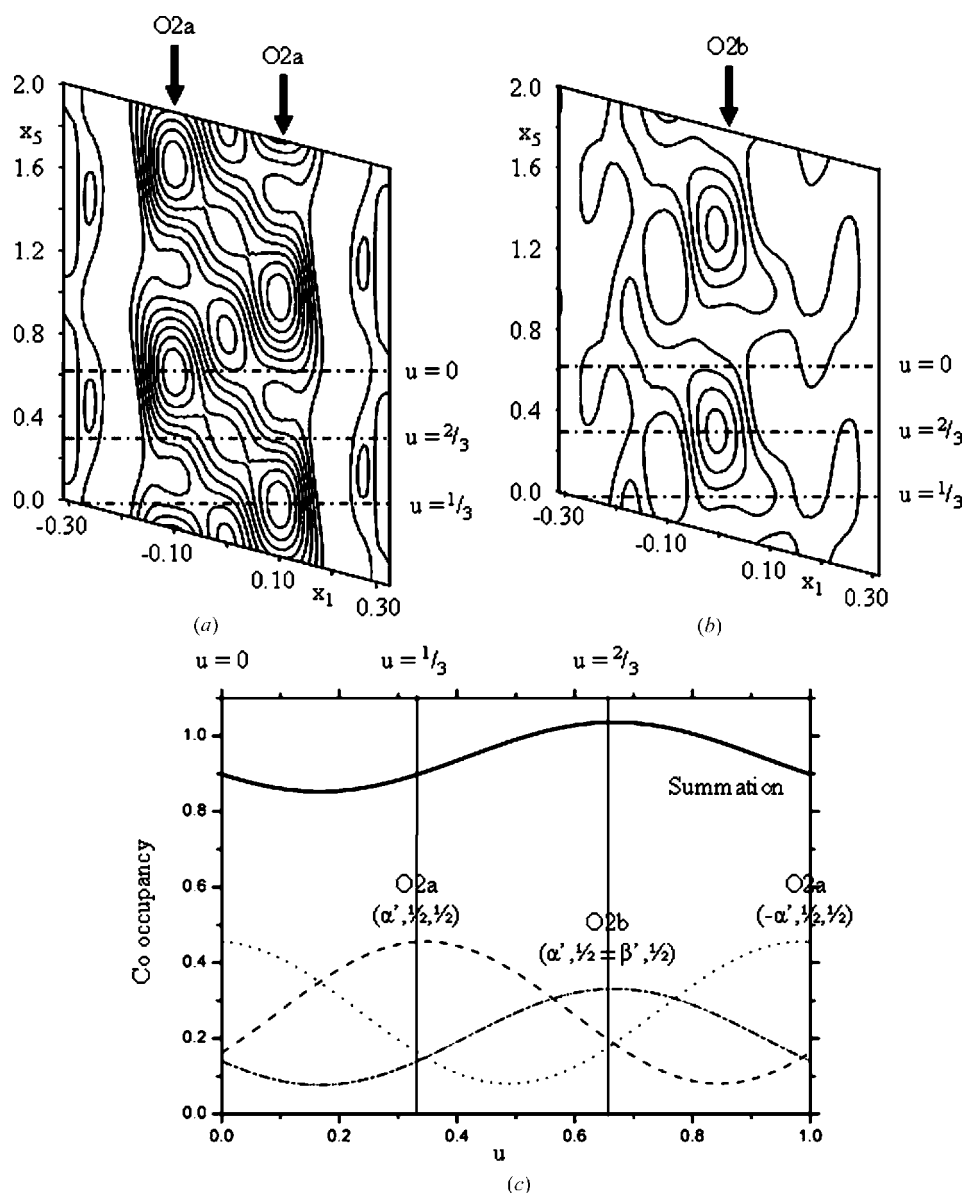 O2a
O2a
2.0
x5
1.6
1.2
0.8
0.4
0.0
u = 0
u = 2/3
u = 1/3
-0.30
-0.10
0.10
x1
0.30
(a)
O2b
2.0
x5
1.6
1.2
0.8
0.4
0.0
u = 0
u = 2/3
u = 1/3
-0.30
-0.10
0.10
x1
0.30
(b)
u = 0
u = 1/3
u = 2/3
1.0
0.8
0.6
0.4
0.2
0.0
Co occupancy
Summation
O2a
(α', ½, ½)
O2b
(α', ½ = β', ½)
O2a
(-α', ½, ½)
0.0
0.2
0.4
0.6
0.8
1.0
u
(c)